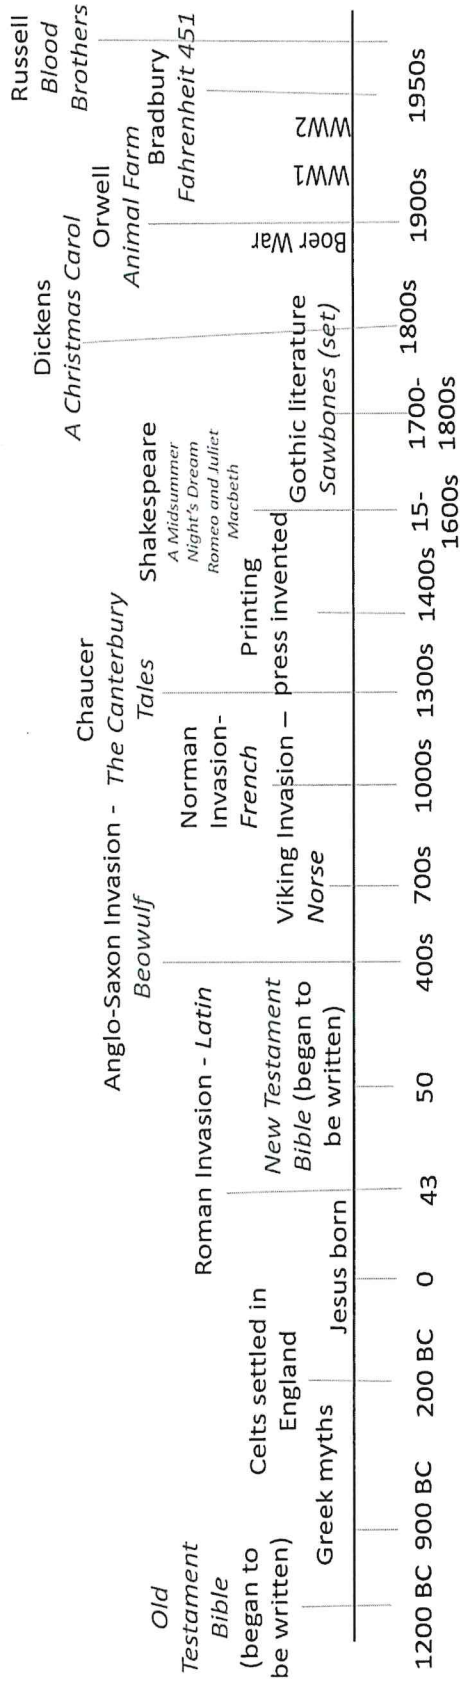 Old
Testament
Bible
(began to
be written)
Greek myths
Celts settled in
England
Jesus born
Roman Invasion - Latin
New Testament
Bible (began to
be written)
Anglo-Saxon Invasion -
Beowulf
Viking Invasion –
Norse
Norman
Invasion-
French
Chaucer
The Canterbury
Tales
Printing
press invented
Shakespeare
A Midsummer
Night's Dream
Romeo and Juliet
Macbeth
Gothic literature
Sawbones (set)
Dickens
A Christmas Carol
Boer War
Orwell
Animal Farm
WW1
WW2
Bradbury
Fahrenheit 451
Russell
Blood
Brothers
1200 BC 900 BC 200 BC 0 43 50 400s 700s 1000s 1300s 1400s 15-
1600s
1700-
1800s
1800s 1900s 1950s